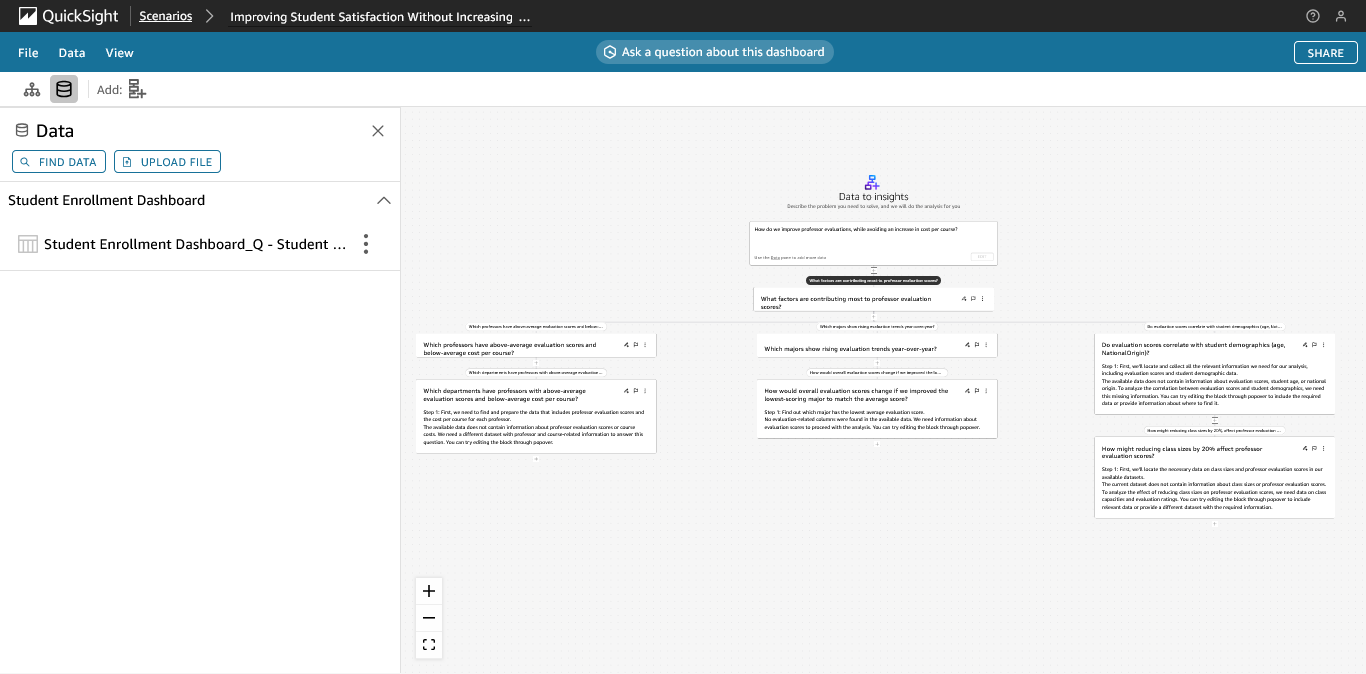 QuickSight
Scenarios
Improving Student Satisfaction Without Increasing ...
File
Data
View
Ask a question about this dashboard
SHARE
Add:
Data
FIND DATA
UPLOAD FILE
Student Enrollment Dashboard
Student Enrollment Dashboard_Q - Student ...
Data to insights
Describe the problem you need to solve, and we will do the analysis for you
How do we improve professor evaluations, while avoiding an increase in cost per course?
Use the Data pane to add more data
What factors are contributing most to professor evaluation scores?
What factors are contributing most to professor evaluation
scores?
Which professors have above-average evaluation scores and below-...
Which professors have above-average evaluation scores and
below-average cost per course?
Which departments have professors with above-average evaluation ...
Which departments have professors with above-average
evaluation scores and below-average cost per course?
Step 1: First, we need to find and prepare the data that includes professor evaluation scores and
the cost per course for each professor.
The available data does not contain information about professor evaluation scores or course
costs. We need a different dataset with professor and course-related information to answer this
question. You can try editing the block through popover.
Which majors show rising evaluation trends year-over-year?
Which majors show rising evaluation trends year-over-year?
How would overall evaluation scores change if we improved the lo...
How would overall evaluation scores change if we improved the
lowest-scoring major to match the average score?
Step 1: Find out which major has the lowest average evaluation score.
No evaluation-related columns were found in the available data. We need information about
evaluation scores to proceed with the analysis. You can try editing the block through popover.
Do evaluation scores correlate with student demographics (age, Nat...
Do evaluation scores correlate with student demographics (age,
NationalOrigin)?
Step 1: First, we'll locate and collect all the relevant information we need for our analysis,
including evaluation scores and student demographic data.
The available data does not contain information about evaluation scores, student age, or national
origin. To analyze the correlation between evaluation scores and student demographics, we need
this missing information. You can try editing the block through popover to include the required
data or provide information about where to find it.
How might reducing class sizes by 20% affect professor evaluation ...
How might reducing class sizes by 20% affect professor
evaluation scores?
Step 1: First, we'll locate the necessary data on class sizes and professor evaluation scores in our
available datasets.
The current dataset does not contain information about class sizes or professor evaluation scores.
To analyze the effect of reducing class sizes on professor evaluation scores, we need data on class
capacities and evaluation ratings. You can try editing the block through popover to include
relevant data or provide a different dataset with the required information.